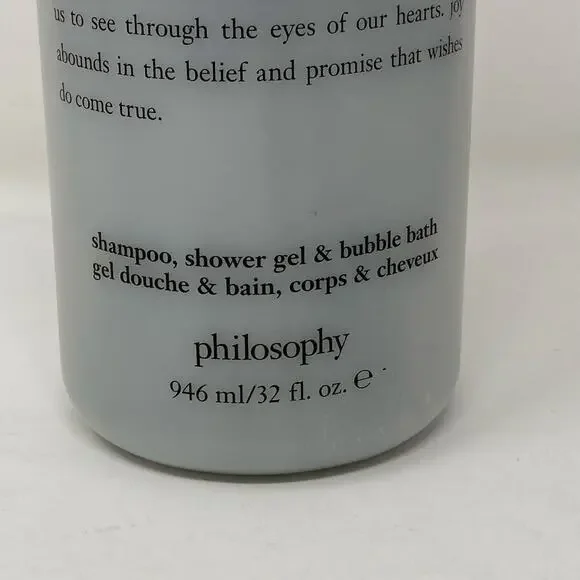 us to see through the eyes of our hearts. joy
abounds in the belief and promise that wishes
do come true.
shampoo, shower gel & bubble bath
gel douche & bain, corps & cheveux
philosophy
946 ml/32 fl. oz. ℮